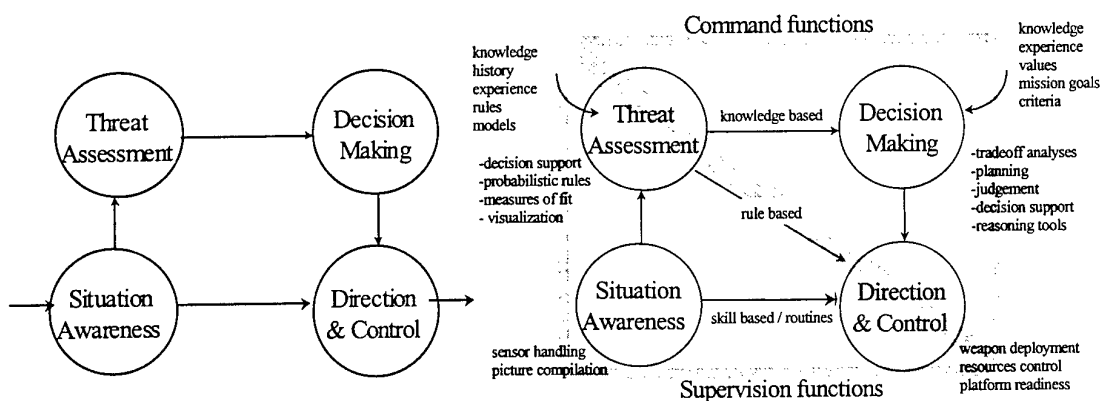 Threat
Assessment
Decision
Making
Situation
Awareness
Direction
& Control
Command functions
knowledge
history
experience
rules
models
knowledge
experience
values
mission goals
criteria
Threat
Assessment
knowledge based
Decision
Making
-decision support
-probabilistic rules
-measures of fit
- visualization
rule based
-tradeoff analyses
-planning
-judgement
-decision support
-reasoning tools
Situation
Awareness
skill based / routines
Direction
& Control
sensor handling
picture compilation
weapon deployment
resources control
platform readiness
Supervision functions